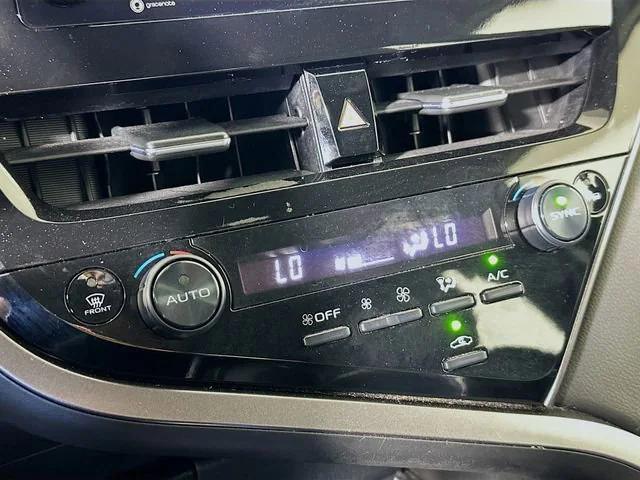 gracenote
LO
LO
SYNC
AUTO
FRONT
OFF
A/C